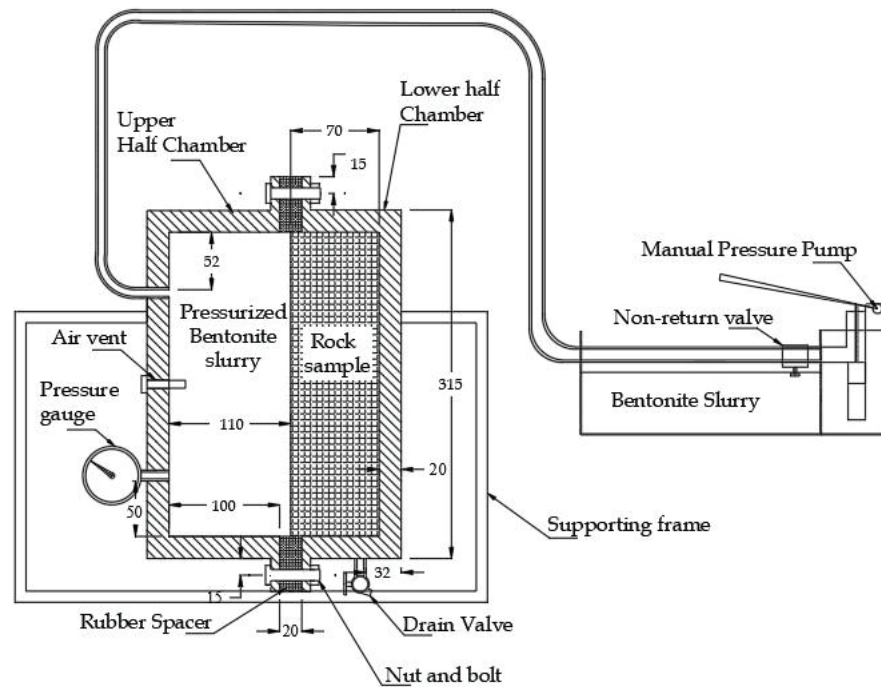 Lower half
Chamber
Upper
Half Chamber
70
15
52
Manual Pressure Pump
Non-return valve
Pressurized
Bentonite
slurry
Rock
sample
Air vent
Pressure
gauge
315
Bentonite Slurry
110
20
100
50
Supporting frame
32
15
Rubber Spacer
20
Drain Valve
Nut and bolt